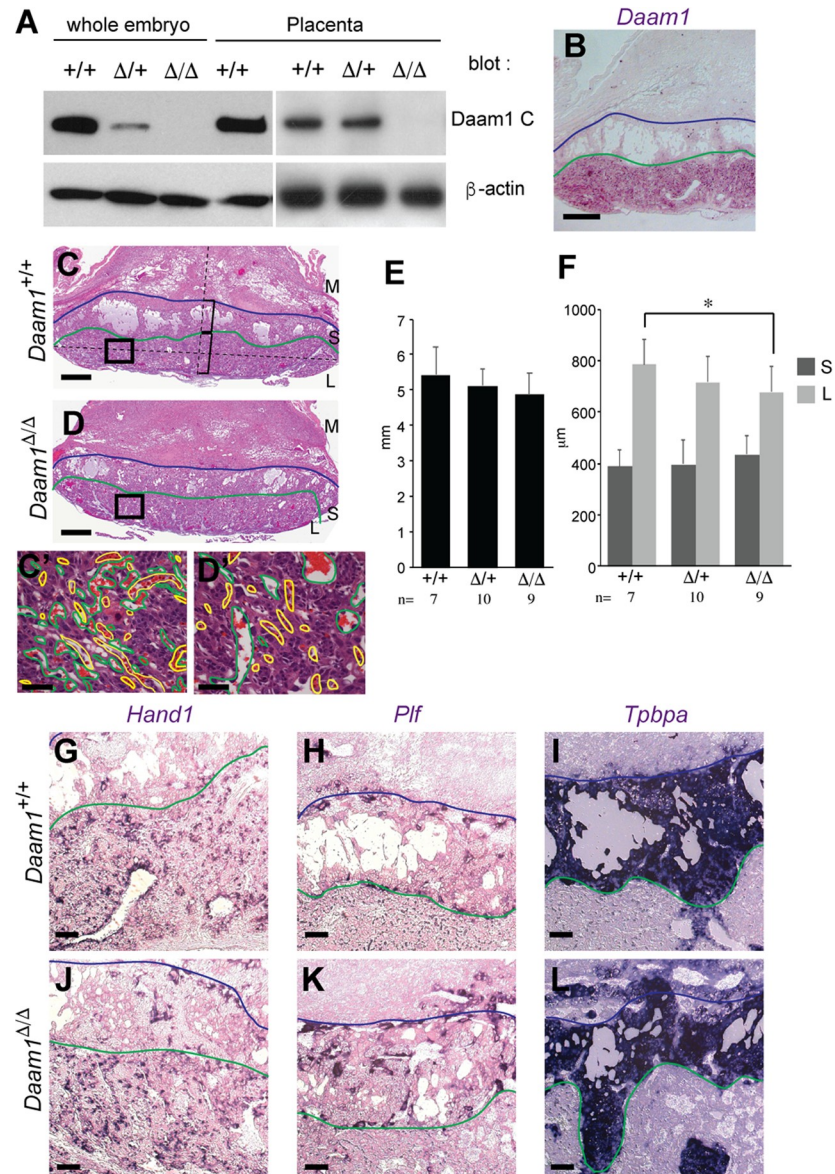 A
whole embryo Placenta
+/+ Δ/+ Δ/Δ +/+ +/+ Δ/+ Δ/Δ blot :
Daam1 C
β-actin
Daam1
B
C
Daam1+/+
M
S
L
D
Daam1Δ/Δ
M
S
L
C'
D'
E
7
6
5
4
3
2
1
0
mm
+/+ Δ/+ Δ/Δ
n= 7 10 9
F
1000
800
600
400
200
0
μm
*
S
L
+/+ Δ/+ Δ/Δ
n= 7 10 9
Hand1 Plf Tpbpa
Daam1+/+
G H I
Daam1Δ/Δ
J K L